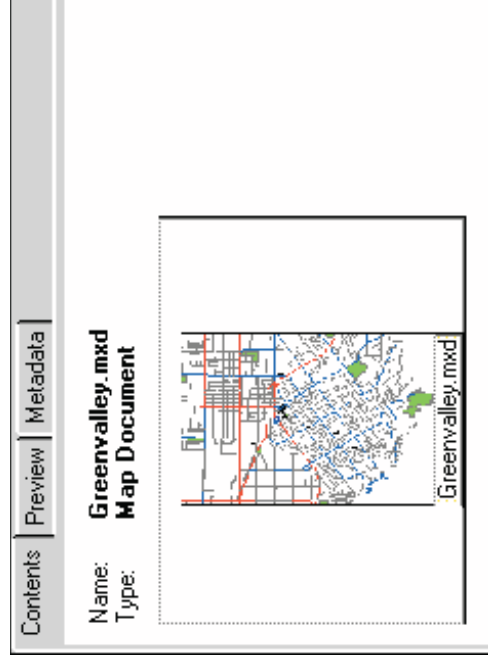 Contents Preview Metadata
Name: Greenvalley.mxd
Type: Map Document
Greenvalley.mxd